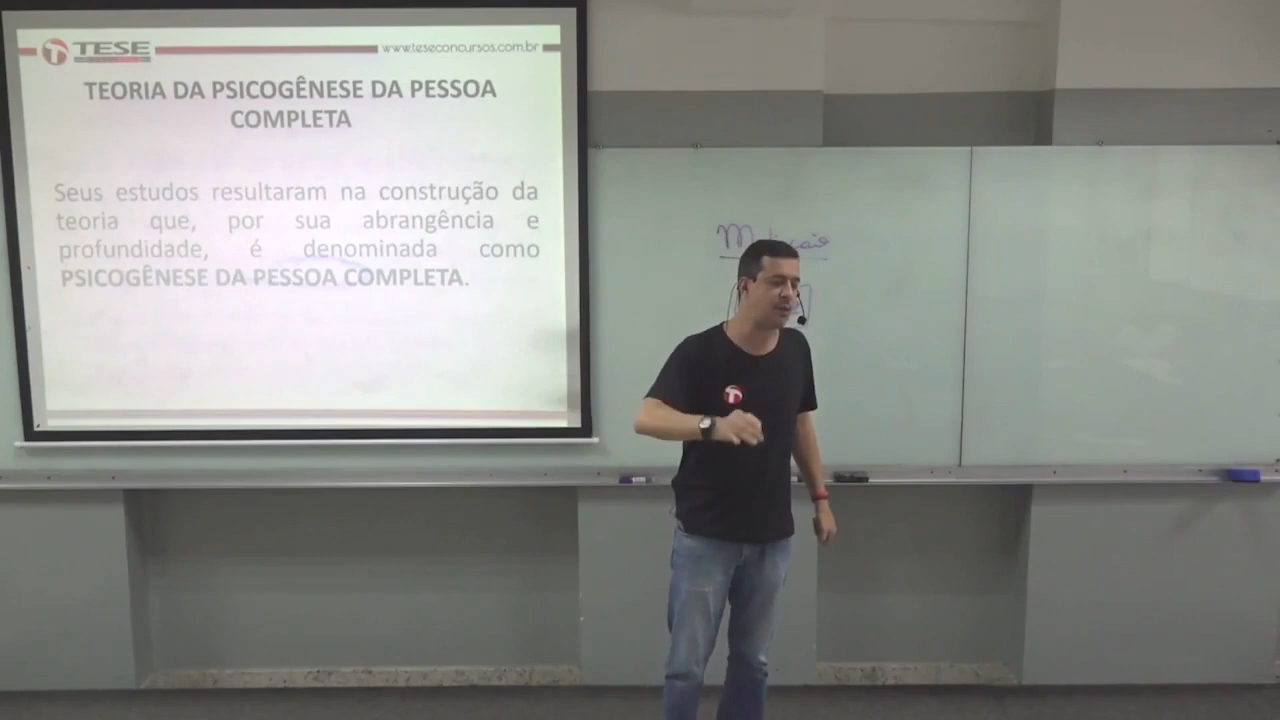 TESE
www.teseconcursos.com.br
TEORIA DA PSICOGÊNESE DA PESSOA
COMPLETA
Seus estudos resultaram na construção da
teoria que, por sua abrangência e
profundidade, é denominada como
PSICOGÊNESE DA PESSOA COMPLETA.